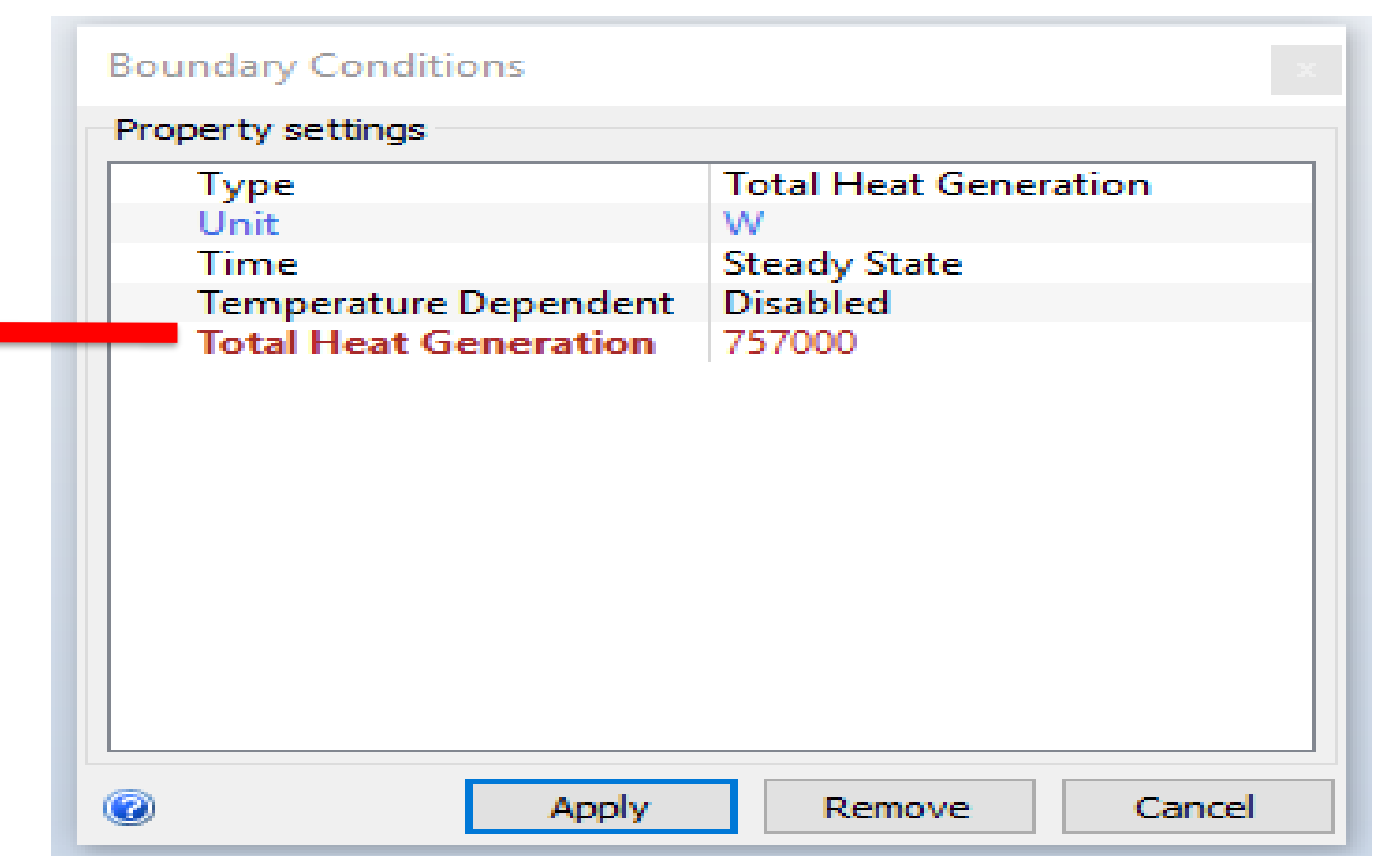 Boundary Conditions
x
Property settings
Type Total Heat Generation
Unit W
Time Steady State
Temperature Dependent Disabled
Total Heat Generation 757000
? Apply Remove Cancel